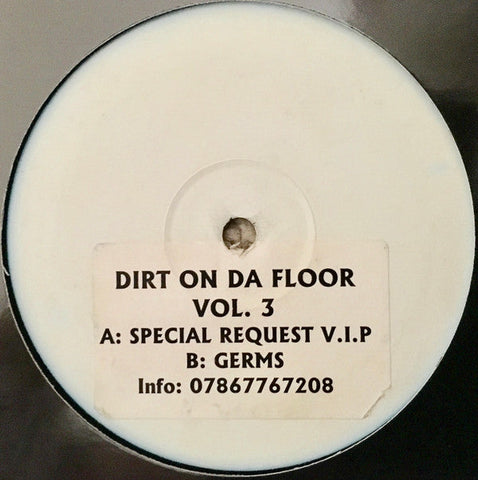 DIRT ON DA FLOOR
VOL. 3
A: SPECIAL REQUEST V.I.P
B: GERMS
Info: 07867767208